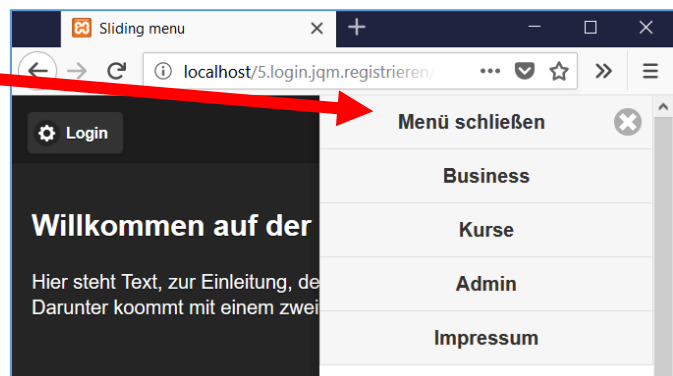 Sliding menu
localhost/5.login.jqm.registrieren/
Login
Menü schließen
Business
Kurse
Admin
Impressum
Willkommen auf der
Hier steht Text, zur Einleitung, de
Darunter koommt mit einem zwei